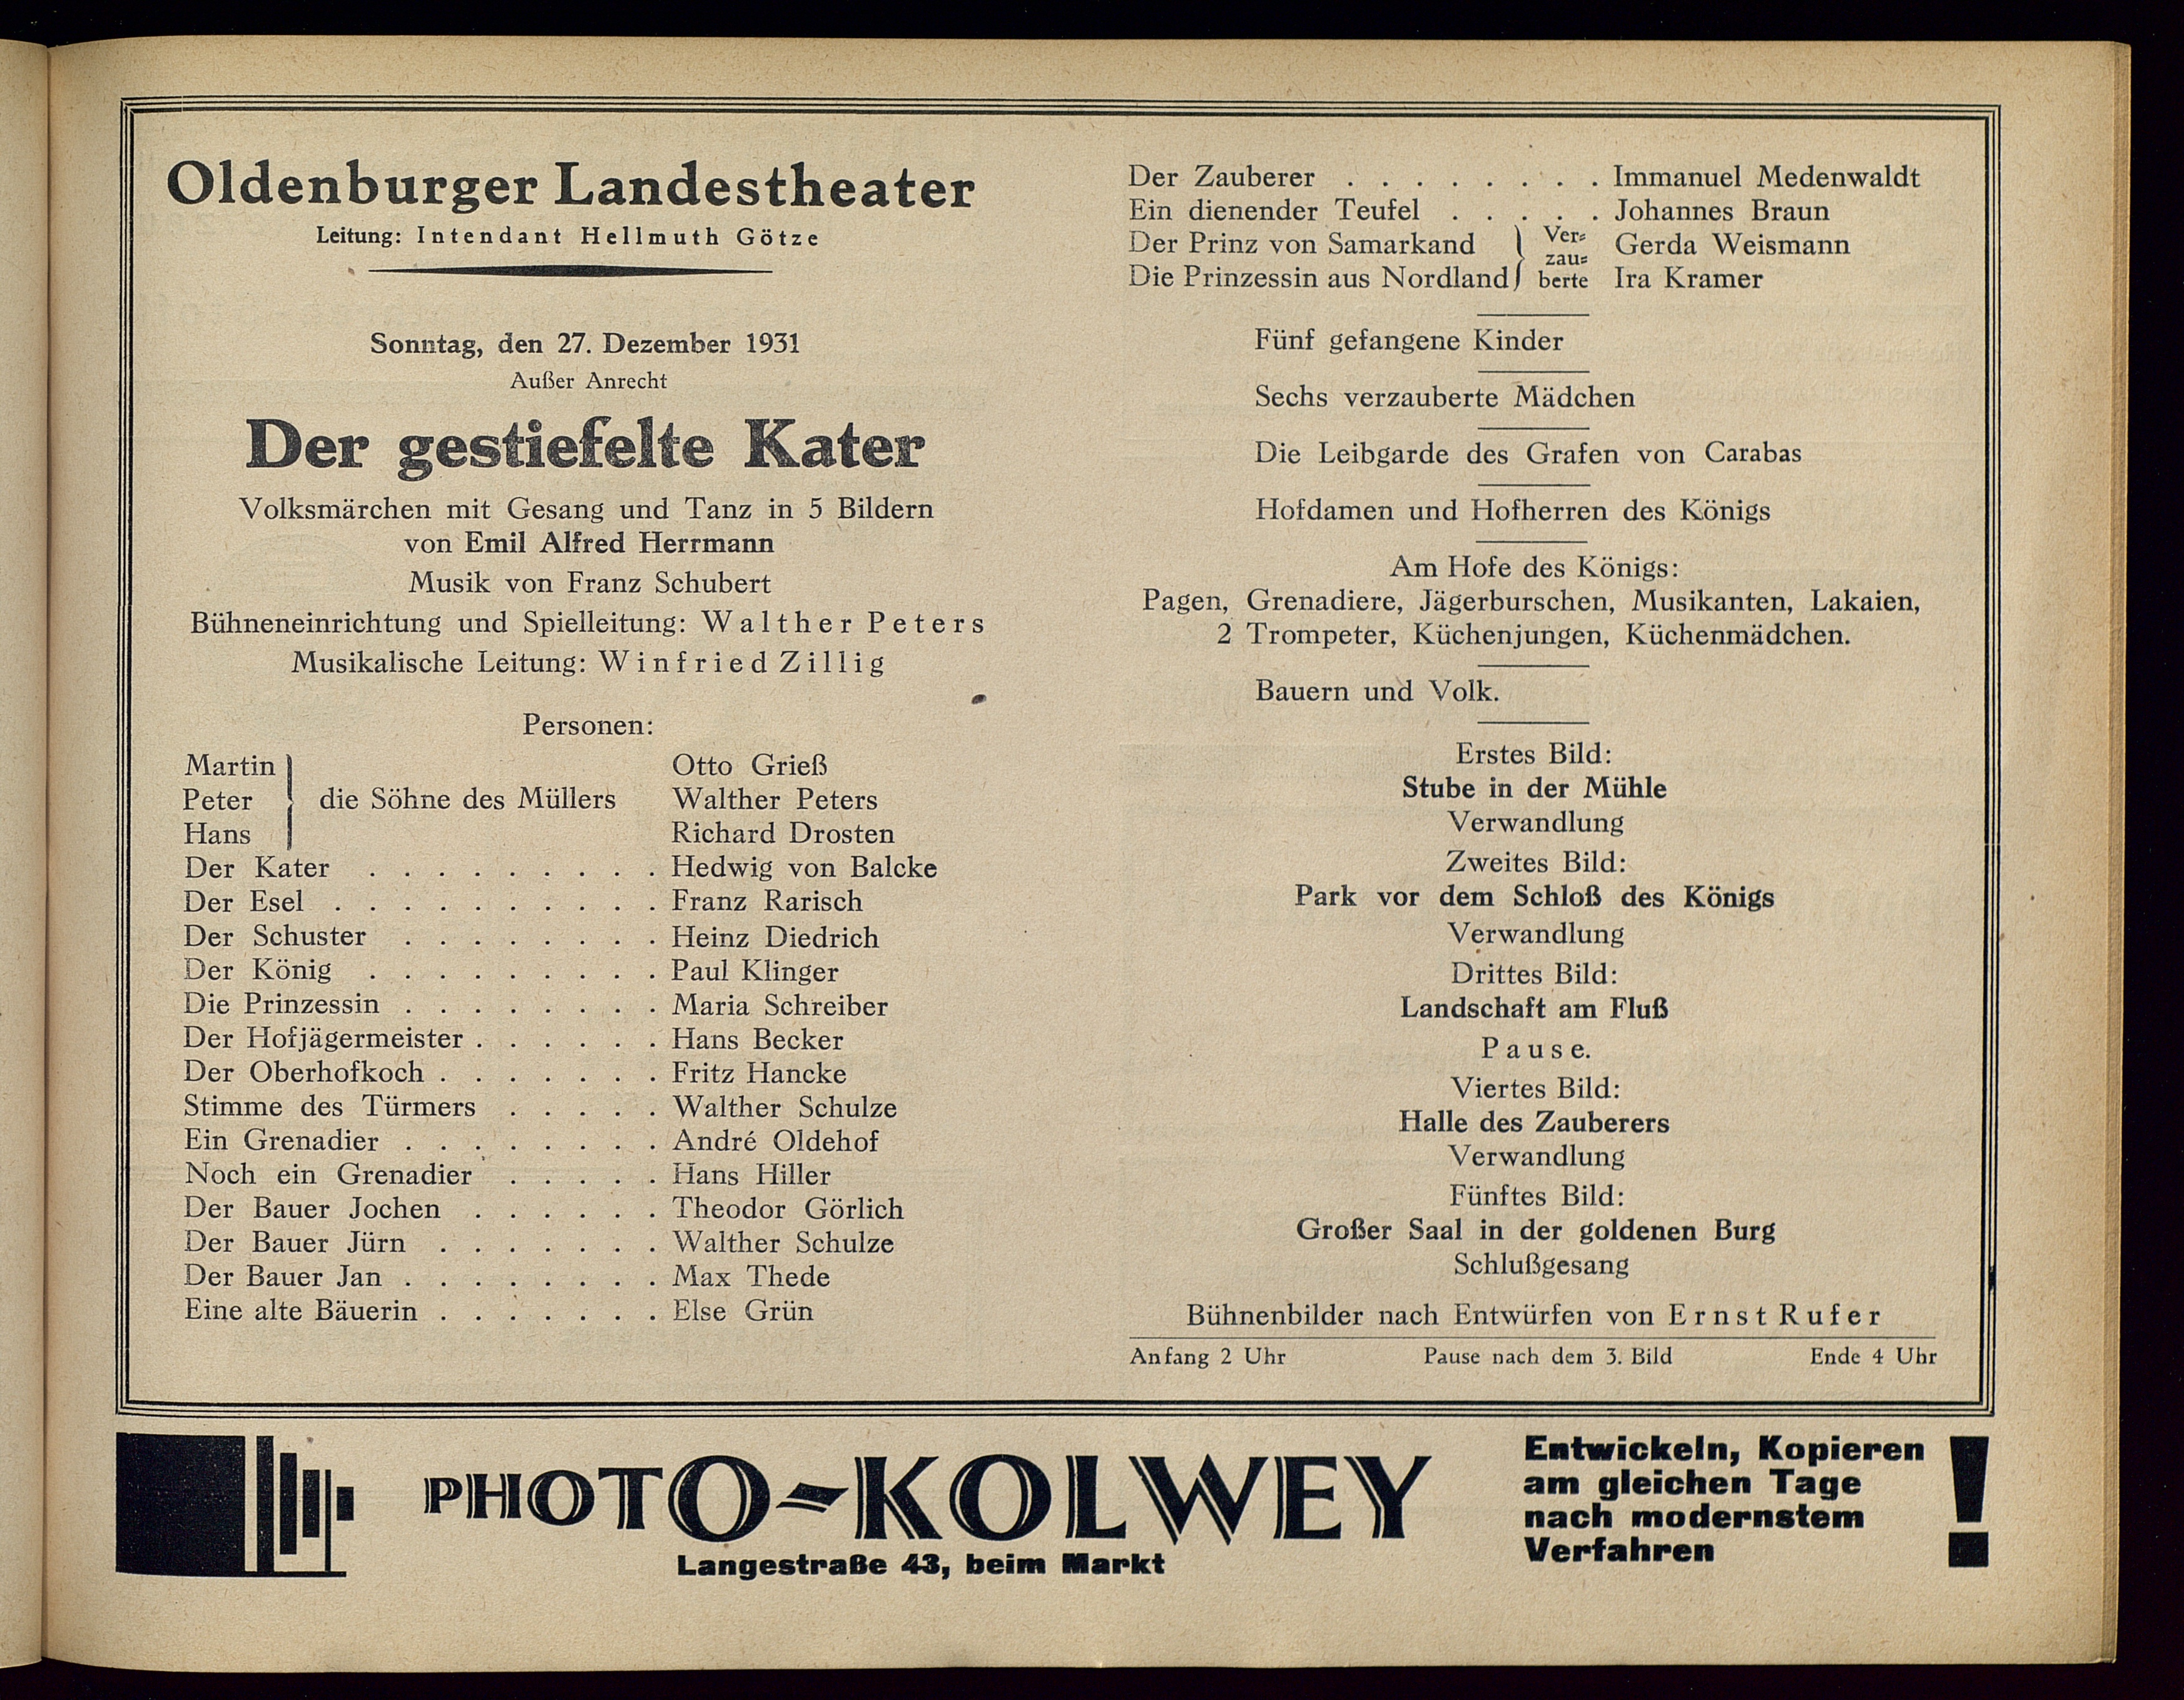 Oldenburger Landestheater
Leitung: Intendant Hellmuth Götze
Sonntag, den 27. Dezember 1931
Außer Anrecht
Der gestiefelte Kater
Volksmärchen mit Gesang und Tanz in 5 Bildern
von Emil Alfred Herrmann
Musik von Franz Schubert
Bühneneinrichtung und Spielleitung: Walther Peters
Musikalische Leitung: Winfried Zillig
Personen:
Martin Otto Grieß
Peter } die Söhne des Müllers Walther Peters
Hans Richard Drosten
Der Kater . . . . . . . . . Hedwig von Balcke
Der Esel . . . . . . . . . . Franz Rarisch
Der Schuster . . . . . . . . Heinz Diedrich
Der König . . . . . . . . . Paul Klinger
Die Prinzessin . . . . . . . . Maria Schreiber
Der Hofjägermeister . . . . . . Hans Becker
Der Oberhofkoch . . . . . . . Fritz Hancke
Stimme des Türmers . . . . . Walther Schulze
Ein Grenadier . . . . . . . . André Oldehof
Noch ein Grenadier . . . . . Hans Hiller
Der Bauer Jochen . . . . . . Theodor Görlich
Der Bauer Jürn . . . . . . . Walther Schulze
Der Bauer Jan . . . . . . . . Max Thede
Eine alte Bäuerin . . . . . . . Else Grün
Der Zauberer . . . . . . . . Immanuel Medenwaldt
Ein dienender Teufel . . . . . Johannes Braun
Der Prinz von Samarkand } Ver= Gerda Weismann
zau=
Die Prinzessin aus Nordland } berte Ira Kramer
Fünf gefangene Kinder
Sechs verzauberte Mädchen
Die Leibgarde des Grafen von Carabas
Hofdamen und Hofherren des Königs
Am Hofe des Königs:
Pagen, Grenadiere, Jägerburschen, Musikanten, Lakaien,
2 Trompeter, Küchenjungen, Küchenmädchen.
Bauern und Volk.
Erstes Bild:
Stube in der Mühle
Verwandlung
Zweites Bild:
Park vor dem Schloß des Königs
Verwandlung
Drittes Bild:
Landschaft am Fluß
Pause.
Viertes Bild:
Halle des Zauberers
Verwandlung
Fünftes Bild:
Großer Saal in der goldenen Burg
Schlußgesang
Bühnenbilder nach Entwürfen von Ernst Rufer
Anfang 2 Uhr Pause nach dem 3. Bild Ende 4 Uhr
PHOTO-KOLWEY
Langestraße 43, beim Markt
Entwickeln, Kopieren
am gleichen Tage
nach modernstem
Verfahren !